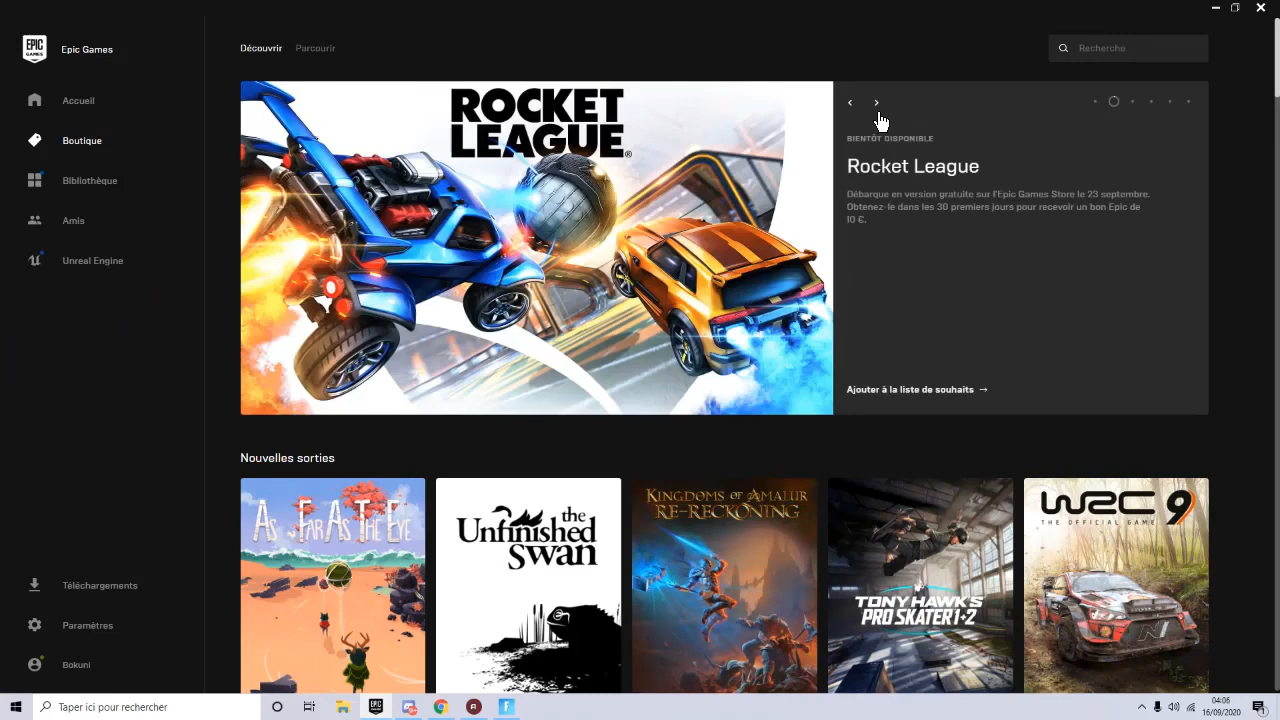 EPIC GAMES
Epic Games
Accueil
Boutique
Bibliothèque
Amis
Unreal Engine
Téléchargements
Paramètres
Bokuni
Découvrir Parcourir
Recherche
ROCKET
LEAGUE®
BIENTÔT DISPONIBLE
Rocket League
Débarque en version gratuite sur l'Epic Games Store le 23 septembre.
Obtenez-le dans les 30 premiers jours pour recevoir un bon Epic de
10 €.
Ajouter à la liste de souhaits →
Nouvelles sorties
AS FAR AS THE EYE
the
Unfinished
Swan
KINGDOMS OF AMALUR
RE-RECKONING
TONY HAWK'S
PRO SKATER 1+2
WRC 9
THE OFFICIAL GAME
Taper ici pour rechercher
04:06
16/09/2020